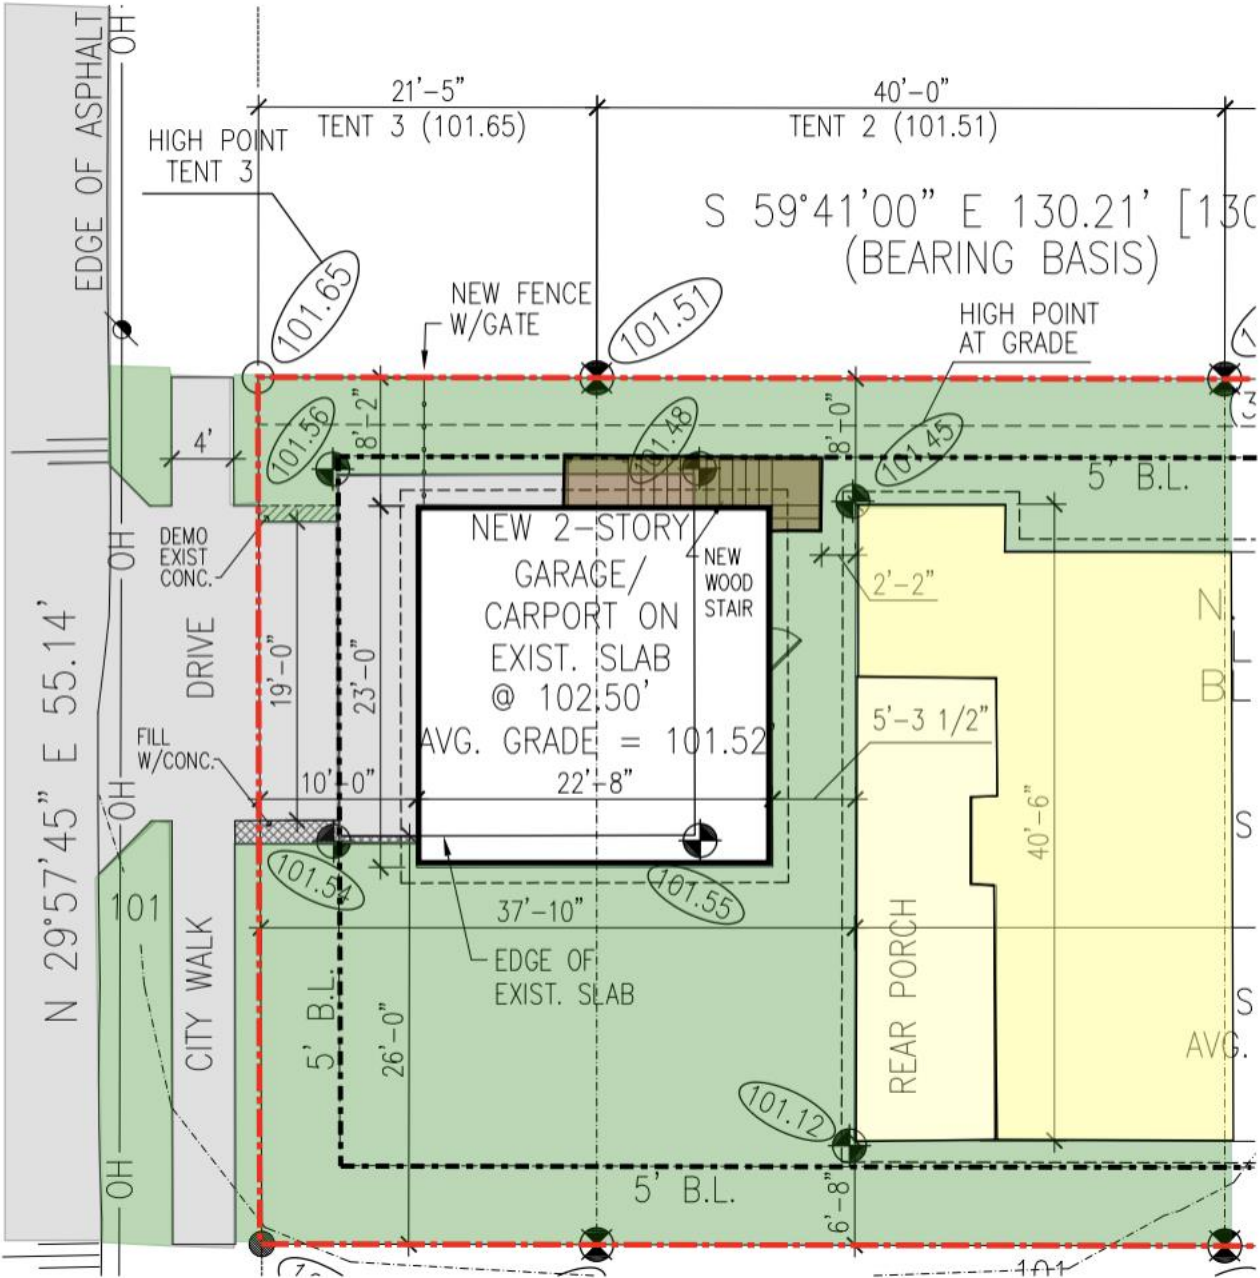 EDGE OF ASPHALT
OH
21'-5"
TENT 3 (101.65)
40'-0"
TENT 2 (101.51)
HIGH POINT
TENT 3
S 59°41'00" E 130.21' [130
(BEARING BASIS)
101.65
NEW FENCE
W/GATE
101.51
HIGH POINT
AT GRADE
4'
101.56
8'-2"
101.48
8'-0"
101.45
5' B.L.
OH
DEMO
EXIST
CONC.
NEW 2-STORY
GARAGE/
CARPORT ON
EXIST. SLAB
@ 102.50'
AVG. GRADE = 101.52'
NEW
WOOD
STAIR
2'-2"
N
L
BL
DRIVE
19'-0"
23'-0"
5'-3 1/2"
FILL
W/CONC.
10'-0"
22'-8"
OH
40'-6"
S
N 29°57'45" E 55.14'
101.54
101.55
101
37'-10"
EDGE OF
EXIST. SLAB
CITY WALK
5' B.L.
26'-0"
REAR PORCH
S
AVG.
101.12
OH
5' B.L.
6'-8"
101